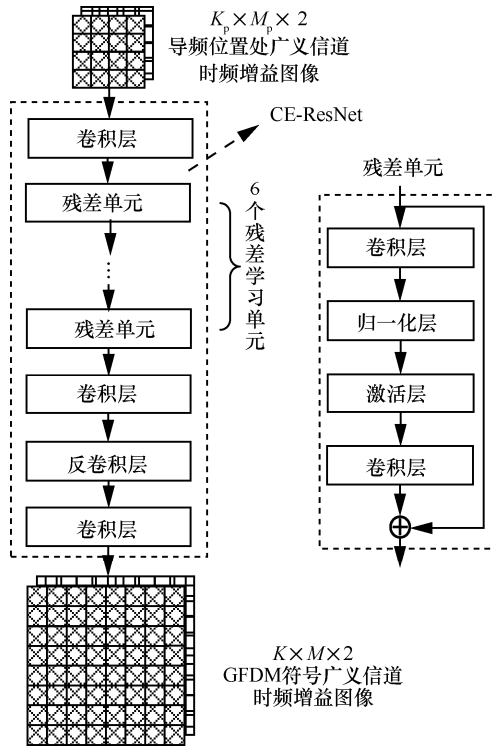 Kp×Mp×2
导频位置处广义信道
时频增益图像
CE-ResNet
卷积层
残差单元
⋮
残差单元
卷积层
反卷积层
卷积层
6个残差学习单元
残差单元
卷积层
归一化层
激活层
卷积层
K×M×2
GFDM符号广义信道
时频增益图像